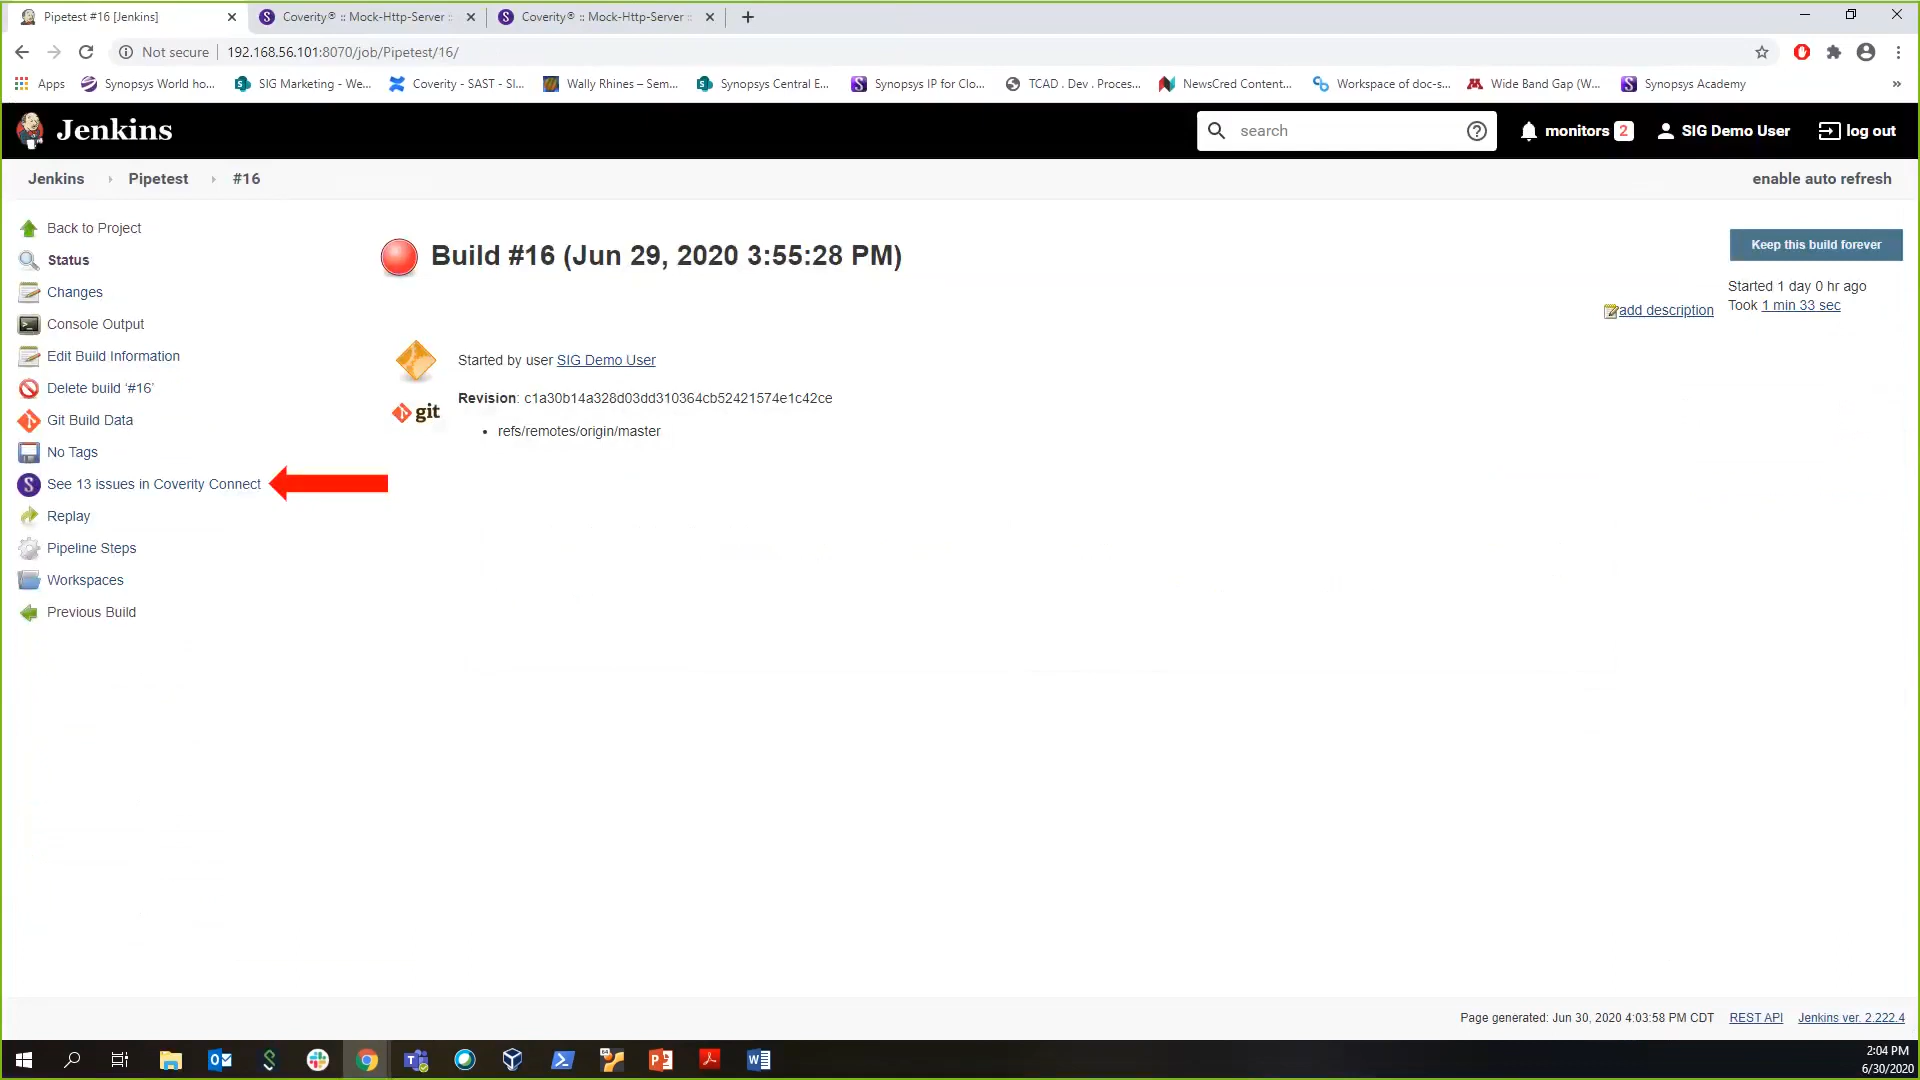 Pipetest #16 [Jenkins]
Coverity® :: Mock-Http-Server ::
Coverity® :: Mock-Http-Server ::
Not secure
192.168.56.101:8070/job/Pipetest/16/
Apps
Synopsys World ho...
SIG Marketing - We...
Coverity - SAST - SI...
Wally Rhines – Sem...
Synopsys Central E...
Synopsys IP for Clo...
TCAD . Dev . Proces...
NewsCred Content...
Workspace of doc-s...
Wide Band Gap (W...
Synopsys Academy
»
Jenkins
search
monitors 2
SIG Demo User
log out
Jenkins
Pipetest
#16
enable auto refresh
Back to Project
Status
Changes
Console Output
Edit Build Information
Delete build ‘#16’
Git Build Data
No Tags
See 13 issues in Coverity Connect
Replay
Pipeline Steps
Workspaces
Previous Build
Build #16 (Jun 29, 2020 3:55:28 PM)
Keep this build forever
Started 1 day 0 hr ago
Took 1 min 33 sec
add description
Started by user SIG Demo User
git
Revision: c1a30b14a328d03dd310364cb52421574e1c42ce
• refs/remotes/origin/master
Page generated: Jun 30, 2020 4:03:58 PM CDT
REST API
Jenkins ver. 2.222.4
2:04 PM
6/30/2020